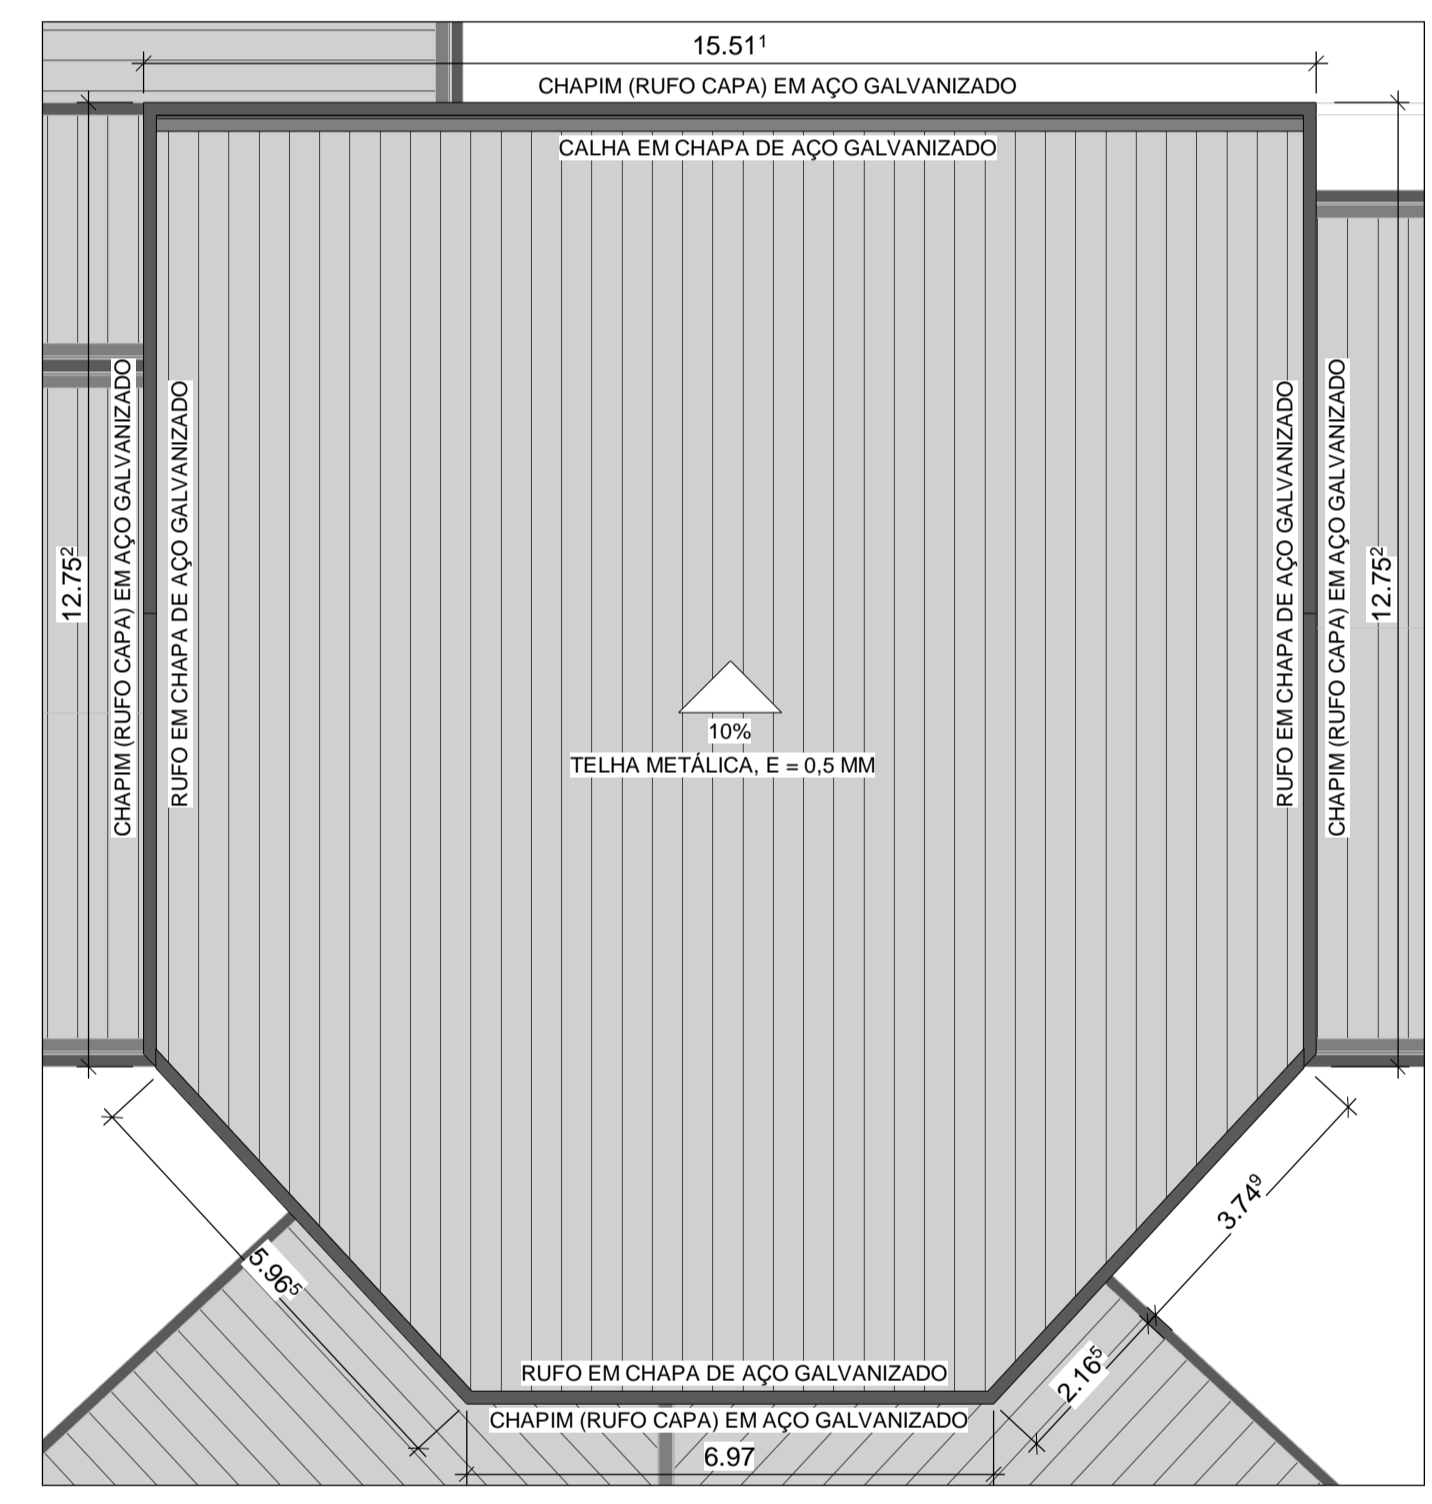 15.51¹
CHAPIM (RUFO CAPA) EM AÇO GALVANIZADO
CALHA EM CHAPA DE AÇO GALVANIZADO
12.75²
CHAPIM (RUFO CAPA) EM AÇO GALVANIZADO
RUFO EM CHAPA DE AÇO GALVANIZADO
RUFO EM CHAPA DE AÇO GALVANIZADO
CHAPIM (RUFO CAPA) EM AÇO GALVANIZADO
12.75²
10%
TELHA METÁLICA, E = 0,5 MM
5.96⁵
3.74⁹
2.16⁵
RUFO EM CHAPA DE AÇO GALVANIZADO
CHAPIM (RUFO CAPA) EM AÇO GALVANIZADO
6.97